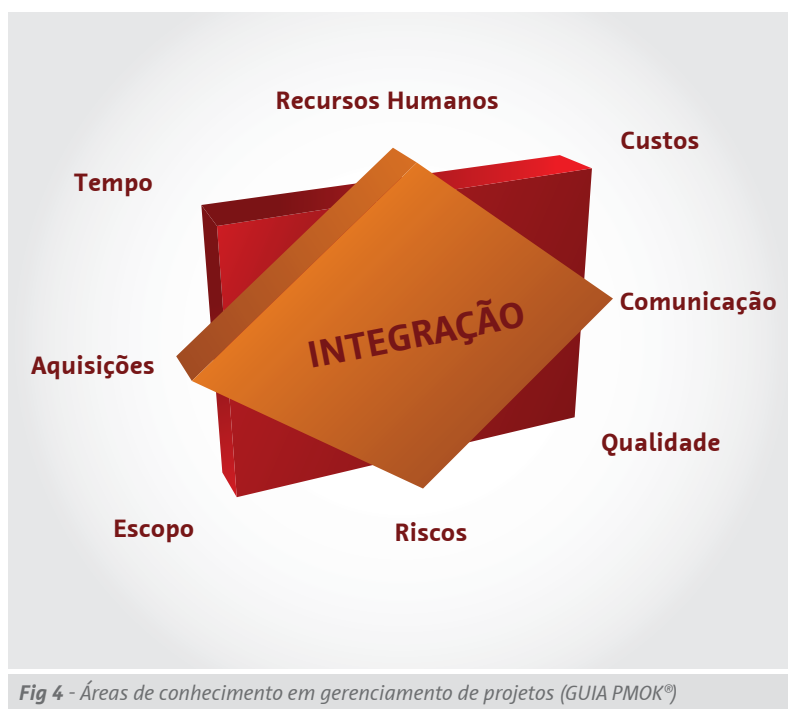 Recursos Humanos
Custos
Tempo
Comunicação
INTEGRAÇÃO
Aquisições
Qualidade
Escopo
Riscos
Fig 4 - Áreas de conhecimento em gerenciamento de projetos (GUIA PMOK®)